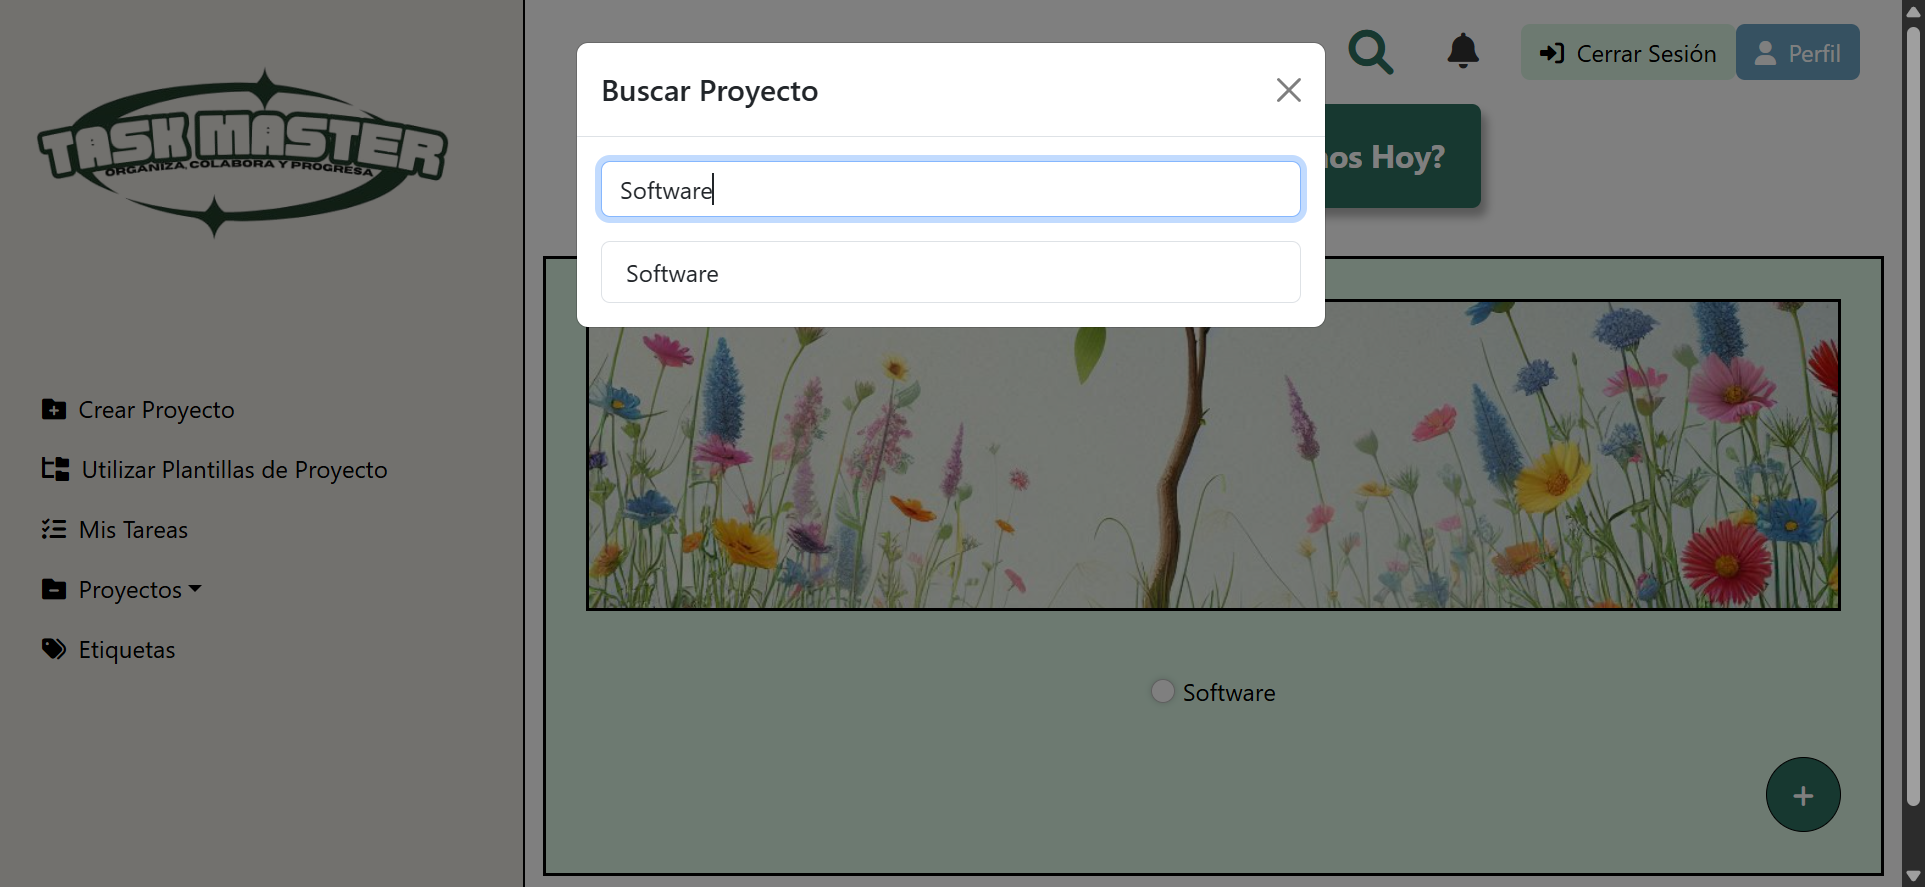 TASK MASTER
ORGANIZA, COLABORA Y PROGRESA
Crear Proyecto
Utilizar Plantillas de Proyecto
Mis Tareas
Proyectos
Etiquetas
Cerrar Sesión
Perfil
Hoy?
Buscar Proyecto
Software
Software
Software